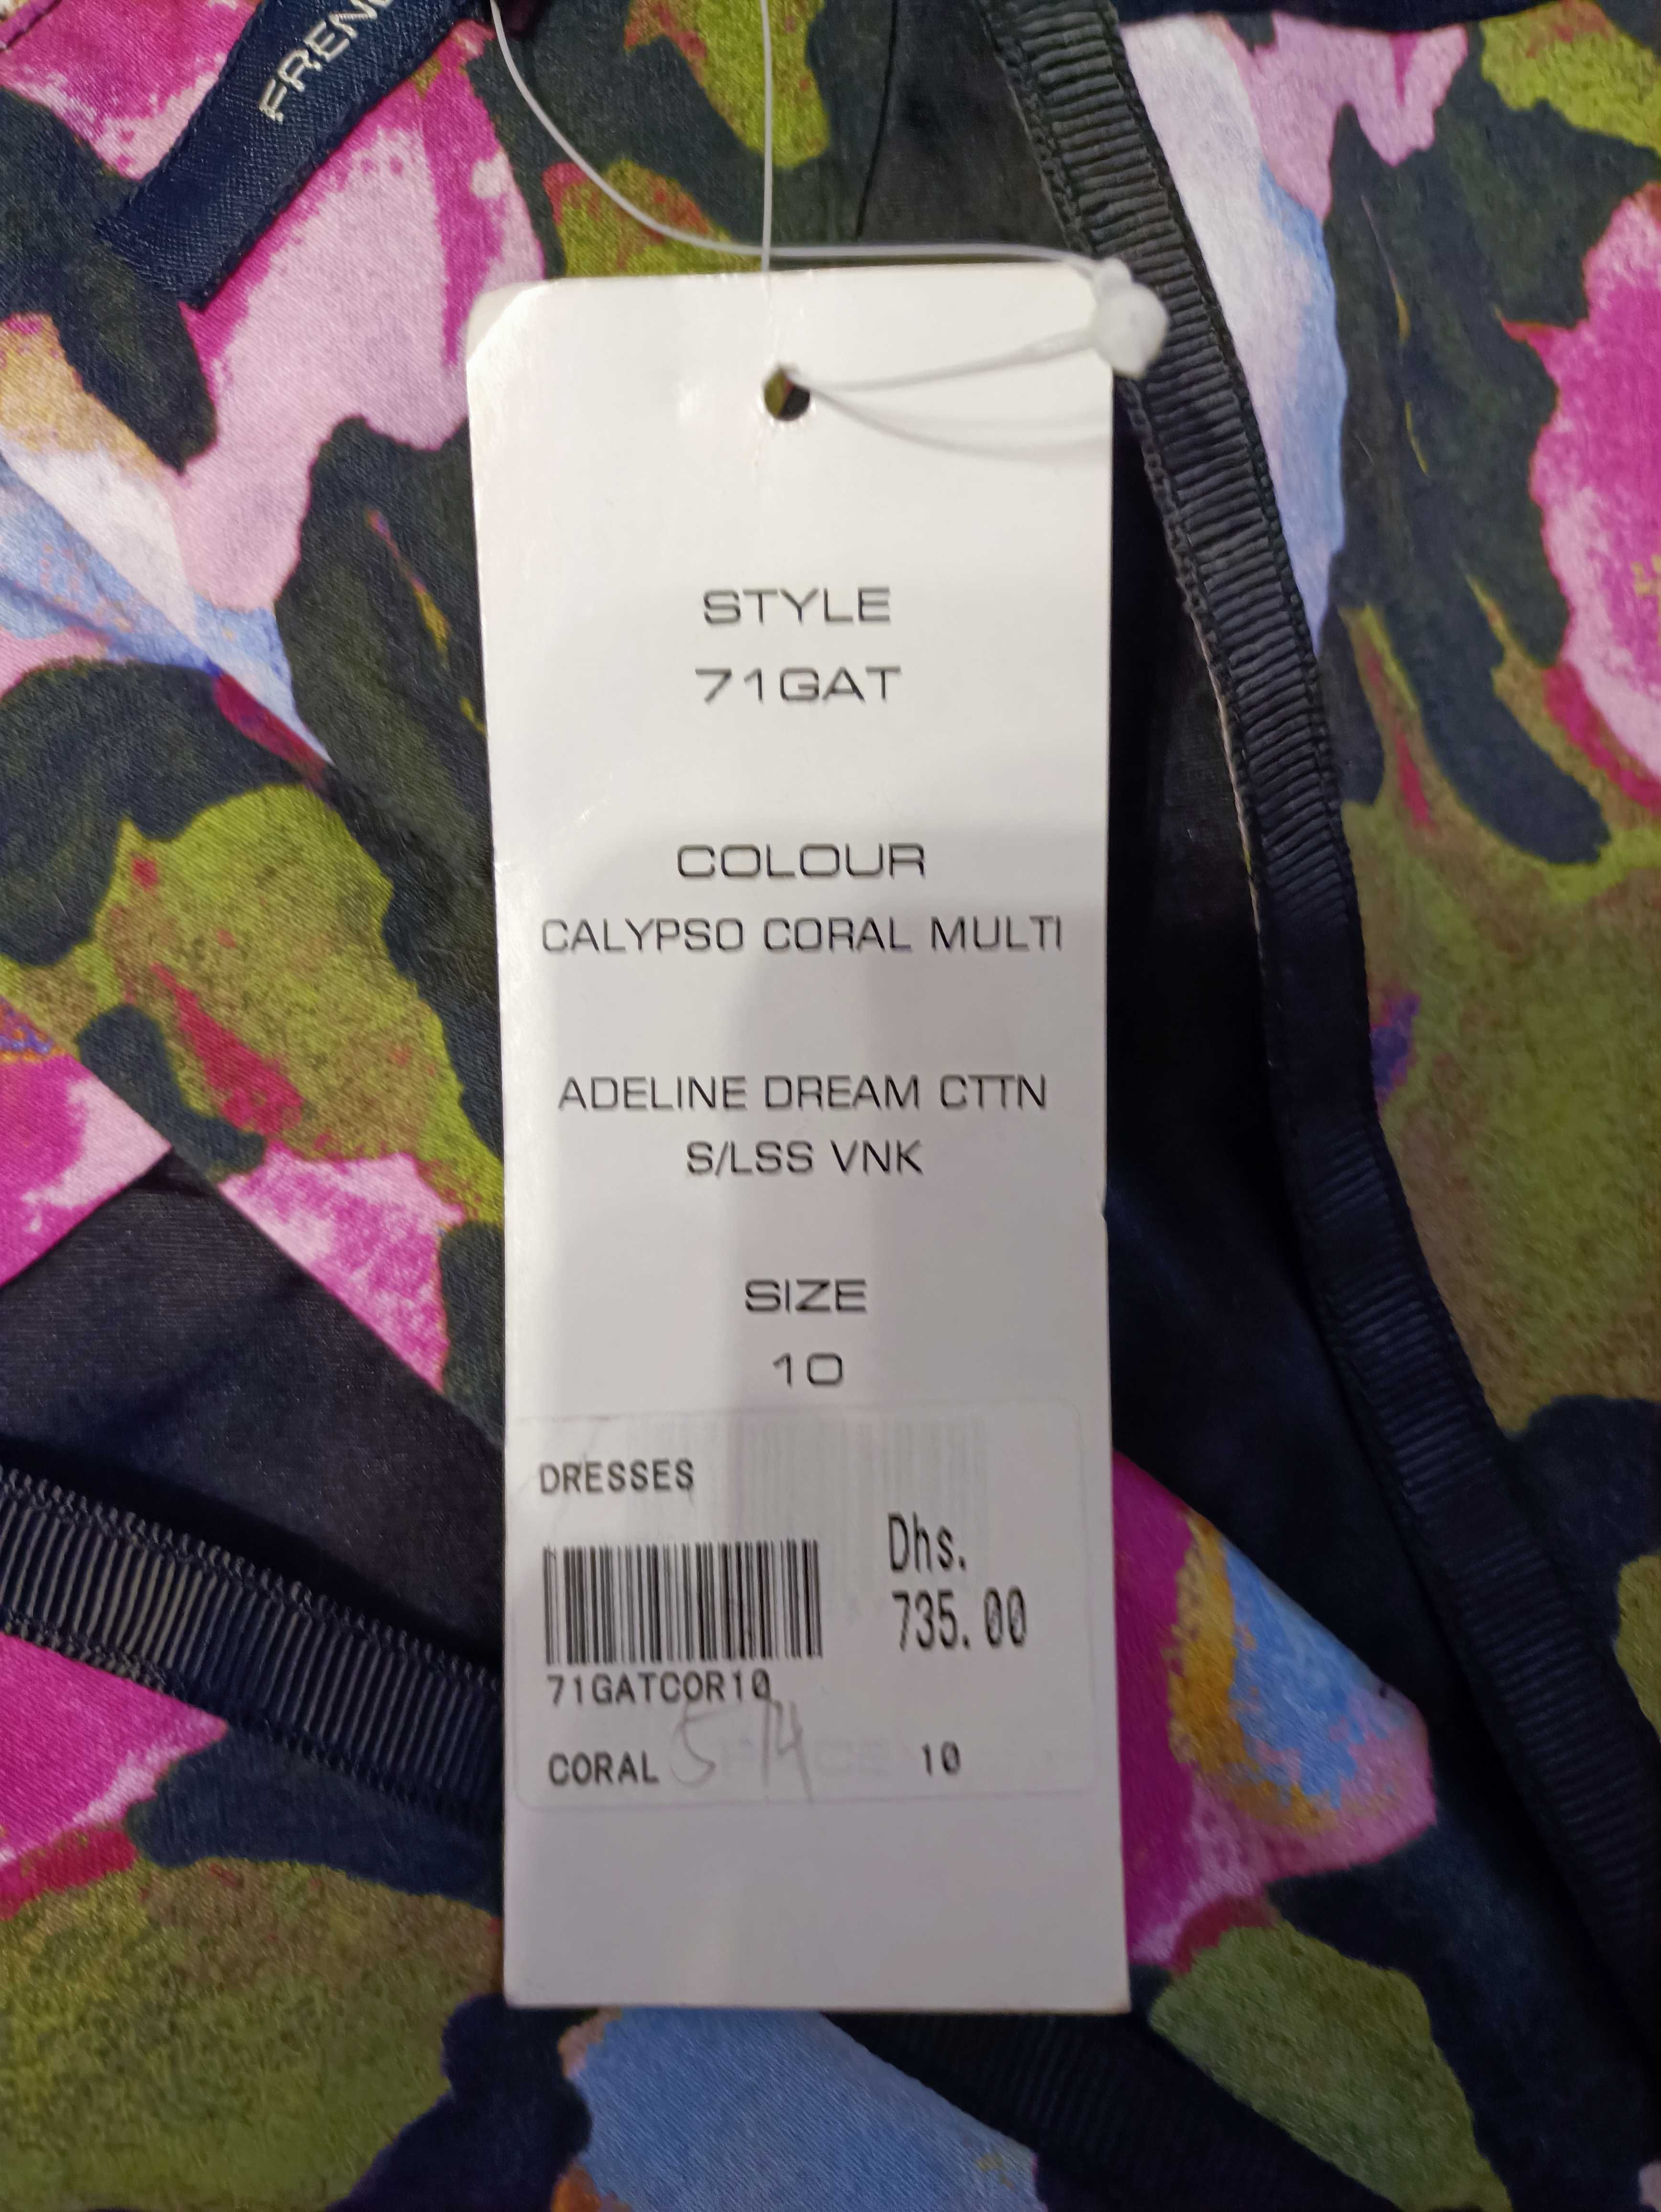 FREN
STYLE
71GAT
COLOUR
CALYPSO CORAL MULTI
ADELINE DREAM CTTN
S/LSS VNK
SIZE
10
DRESSES
Dhs.
735.00
71GATCOR10
CORAL 10